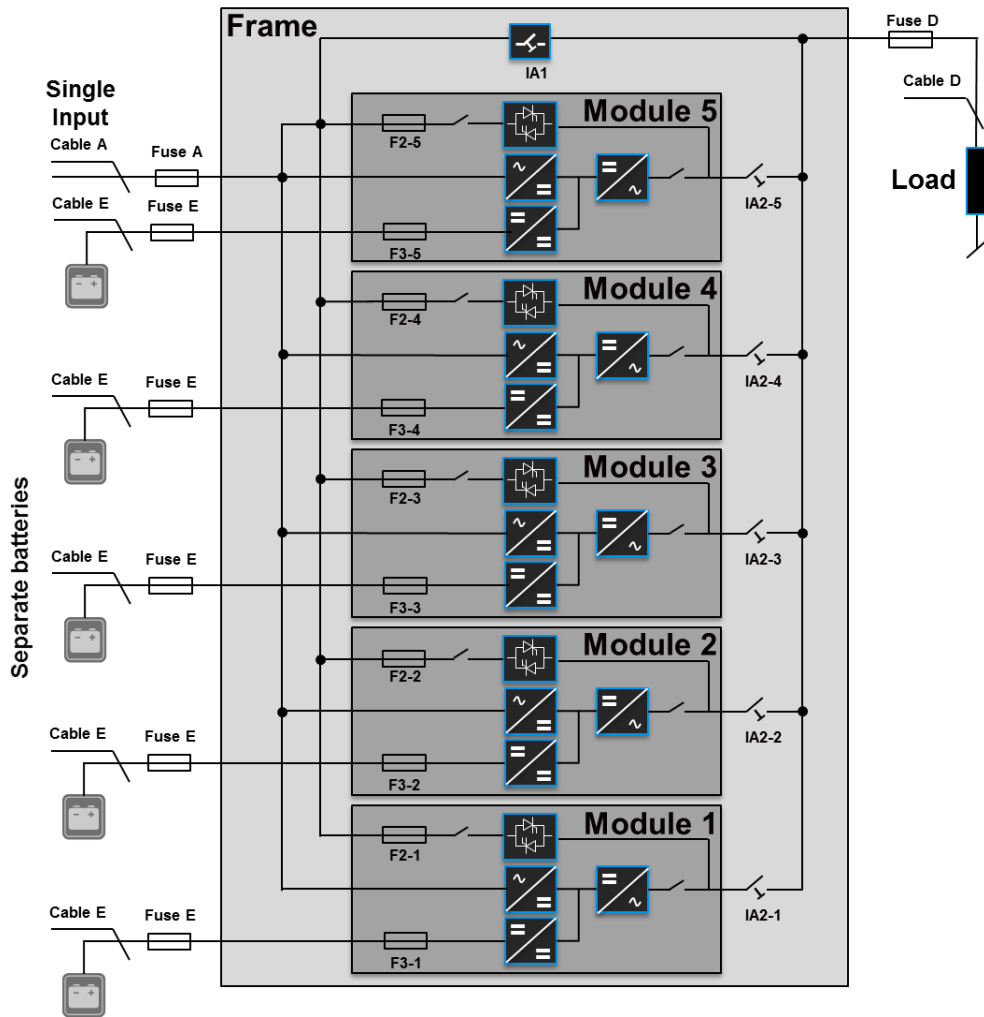 Frame
Fuse D
IA1
Cable D
Single
Input
Cable A
Fuse A
Module 5
F2-5
IA2-5
Load
Cable E
Fuse E
F3-5
Module 4
F2-4
IA2-4
Cable E
Fuse E
F3-4
Module 3
F2-3
IA2-3
Separate batteries
Cable E
Fuse E
F3-3
Module 2
F2-2
IA2-2
Cable E
Fuse E
F3-2
Module 1
F2-1
IA2-1
Cable E
Fuse E
F3-1